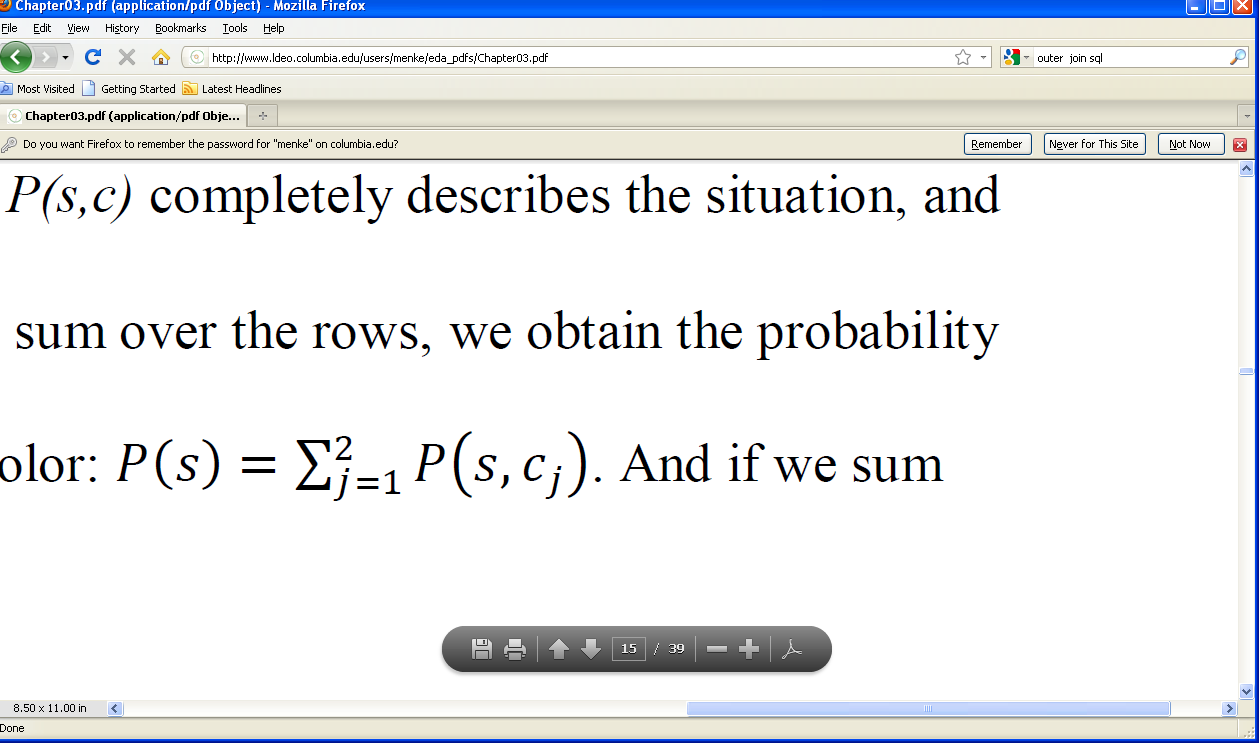 Chapter03.pdf (application/pdf Object) - Mozilla Firefox
File Edit View History Bookmarks Tools Help
http://www.ldeo.columbia.edu/users/menke/eda_pdfs/Chapter03.pdf outer join sql
Most Visited Getting Started Latest Headlines
Chapter03.pdf (application/pdf Obje...
Do you want Firefox to remember the password for "menke" on columbia.edu? Remember Never for This Site Not Now
P(s,c) completely describes the situation, and
sum over the rows, we obtain the probability
olor: P(s) = ∑²ⱼ₌₁ P(s, cⱼ). And if we sum
15 / 39
8.50 x 11.00 in
Done